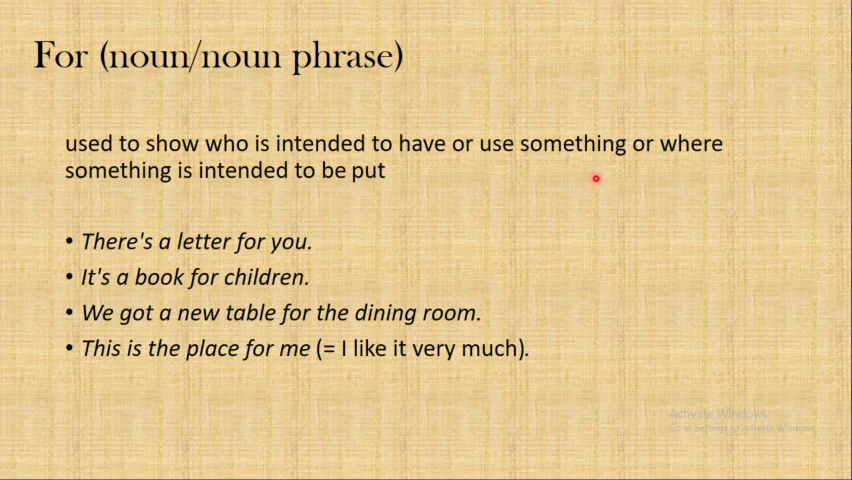 For (noun/noun phrase)
used to show who is intended to have or use something or where
something is intended to be put
• There's a letter for you.
• It's a book for children.
• We got a new table for the dining room.
• This is the place for me (= I like it very much).
Activate Windows
Go to Settings to activate Windows.